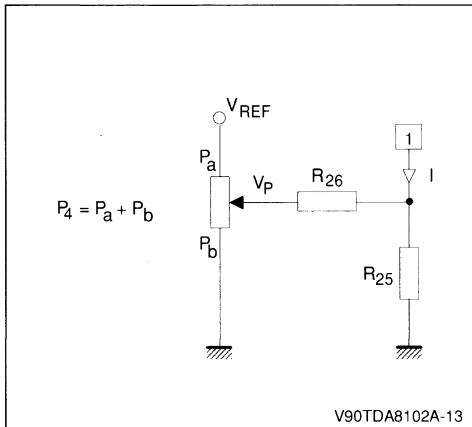 V_REF
1
P_a
V_P
R_26
I
P_4 = P_a + P_b
P_b
R_25
V90TDA8102A-13